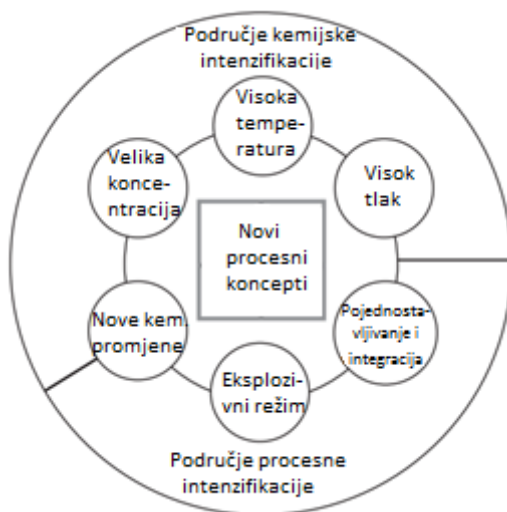 Područje kemijske
intenzifikacije
Visoka
tempe-
ratura
Velika
konce-
ntracija
Visok
tlak
Novi
procesni
koncepti
Nove kem.
promjene
Pojednosta-
vljivanje i
integracija
Eksplozi-
vni režim
Područje procesne
intenzifikacije